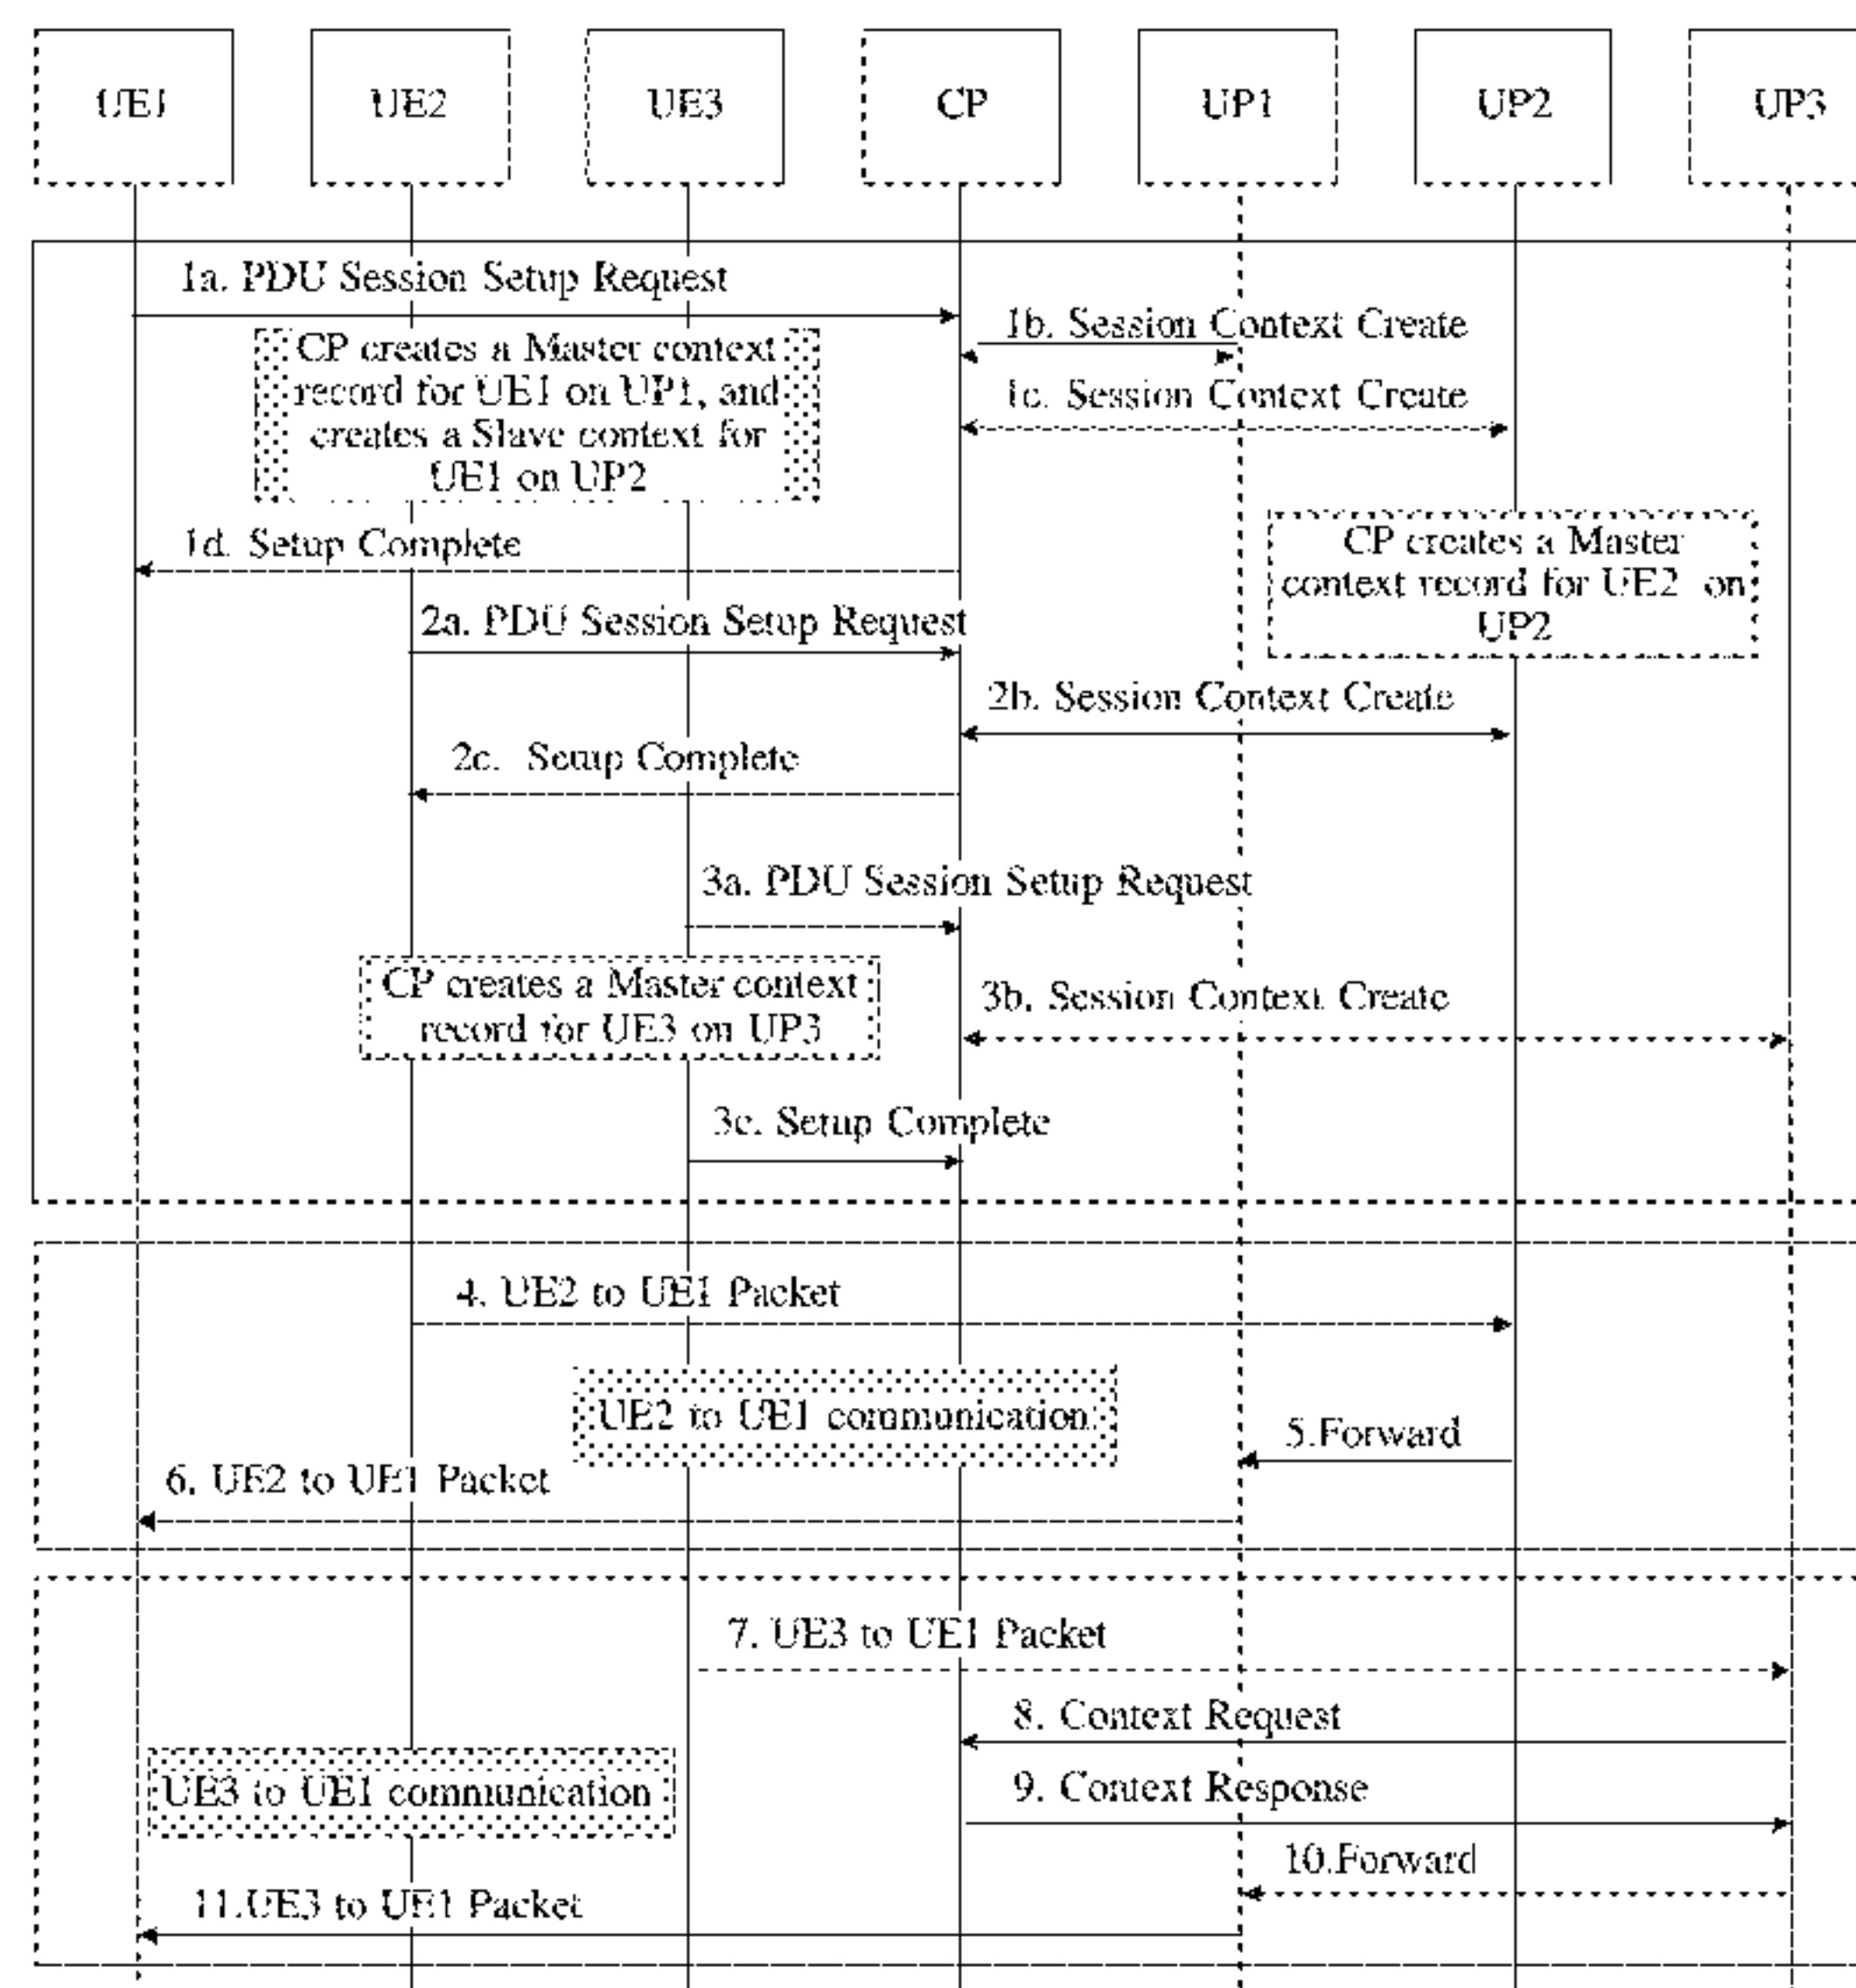 UE1
UE2
UE3
CP
UP1
UP2
UP3
1a. PDU Session Setup Request
1b. Session Context Create
CP creates a Master context
record for UE1 on UP1, and
creates a Slave context for
UE1 on UP2
1c. Session Context Create
1d. Setup Complete
CP creates a Master
context record for UE2 on
UP2
2a. PDU Session Setup Request
2b. Session Context Create
2c. Setup Complete
3a. PDU Session Setup Request
CP creates a Master context
record for UE3 on UP3
3b. Session Context Create
3c. Setup Complete
4. UE2 to UE1 Packet
UE2 to UE1 communication
5.Forward
6. UE2 to UE1 Packet
7. UE3 to UE1 Packet
8. Context Request
UE3 to UE1 communication
9. Context Response
10.Forward
11.UE3 to UE1 Packet